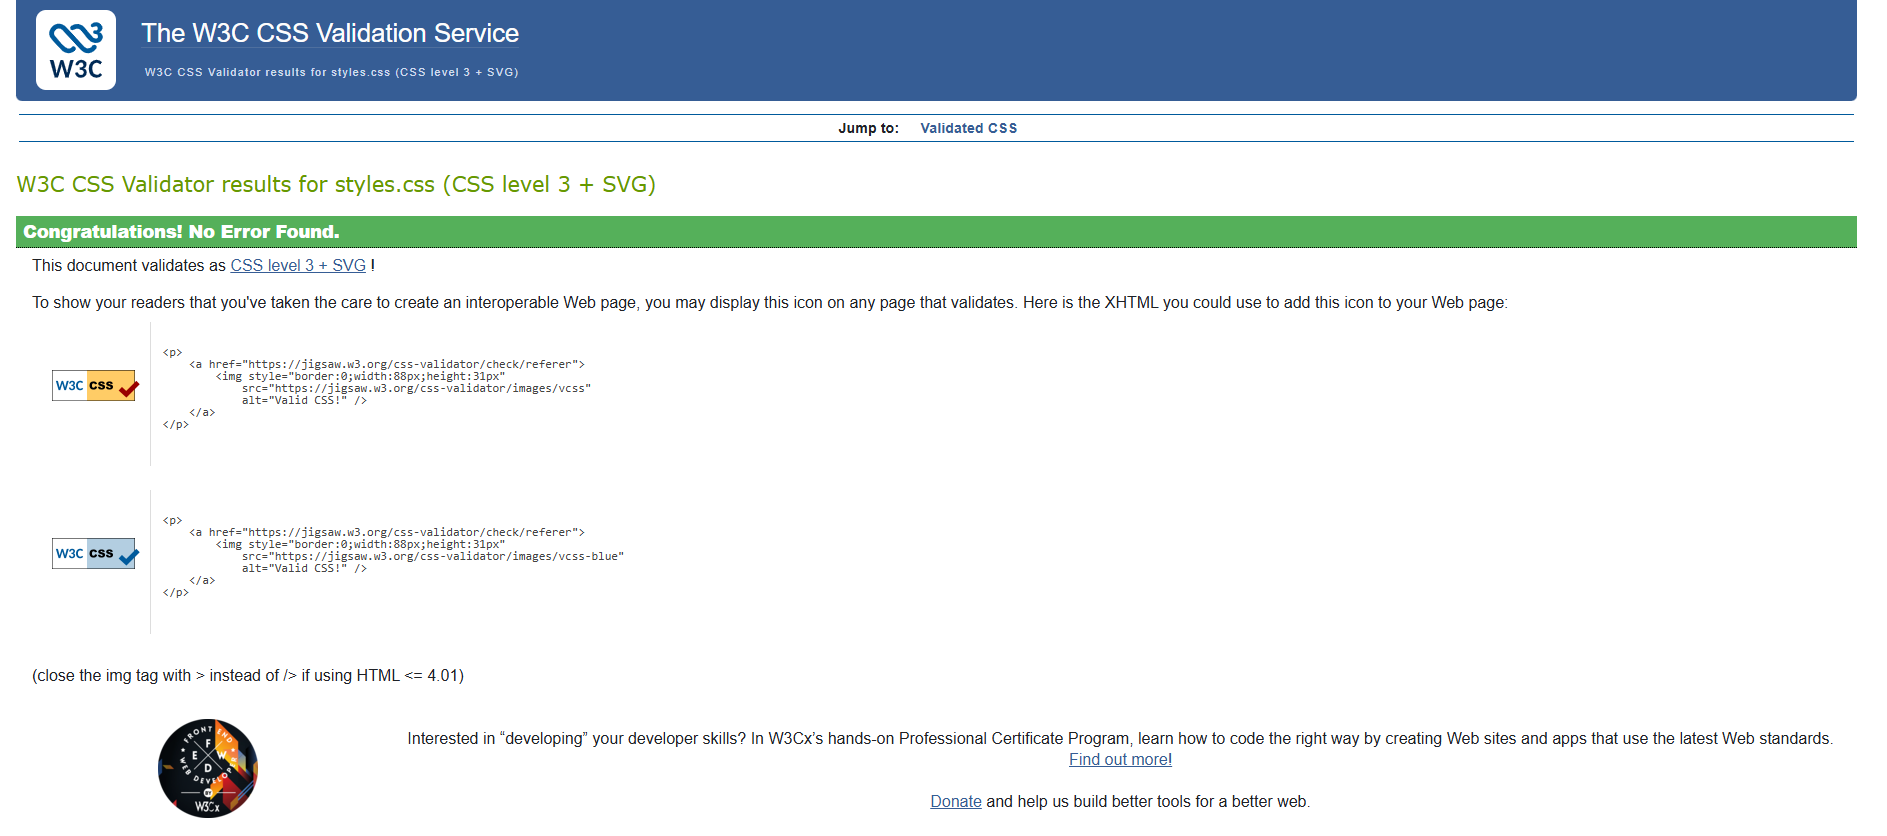 W3C
The W3C CSS Validation Service
W3C CSS Validator results for styles.css (CSS level 3 + SVG)
Jump to: Validated CSS
W3C CSS Validator results for styles.css (CSS level 3 + SVG)
Congratulations! No Error Found.
This document validates as CSS level 3 + SVG !
To show your readers that you've taken the care to create an interoperable Web page, you may display this icon on any page that validates. Here is the XHTML you could use to add this icon to your Web page:
W3C CSS
<p>
<a href="https://jigsaw.w3.org/css-validator/check/referer">
<img style="border:0;width:88px;height:31px"
src="https://jigsaw.w3.org/css-validator/images/vcss"
alt="Valid CSS!" />
</a>
</p>
W3C CSS
<p>
<a href="https://jigsaw.w3.org/css-validator/check/referer">
<img style="border:0;width:88px;height:31px"
src="https://jigsaw.w3.org/css-validator/images/vcss-blue"
alt="Valid CSS!" />
</a>
</p>
(close the img tag with > instead of /> if using HTML <= 4.01)
FRONT END
WEB DEVELOPER
F
E W
D
BY
W3Cx
Interested in “developing” your developer skills? In W3Cx’s hands-on Professional Certificate Program, learn how to code the right way by creating Web sites and apps that use the latest Web standards.
Find out more!
Donate and help us build better tools for a better web.